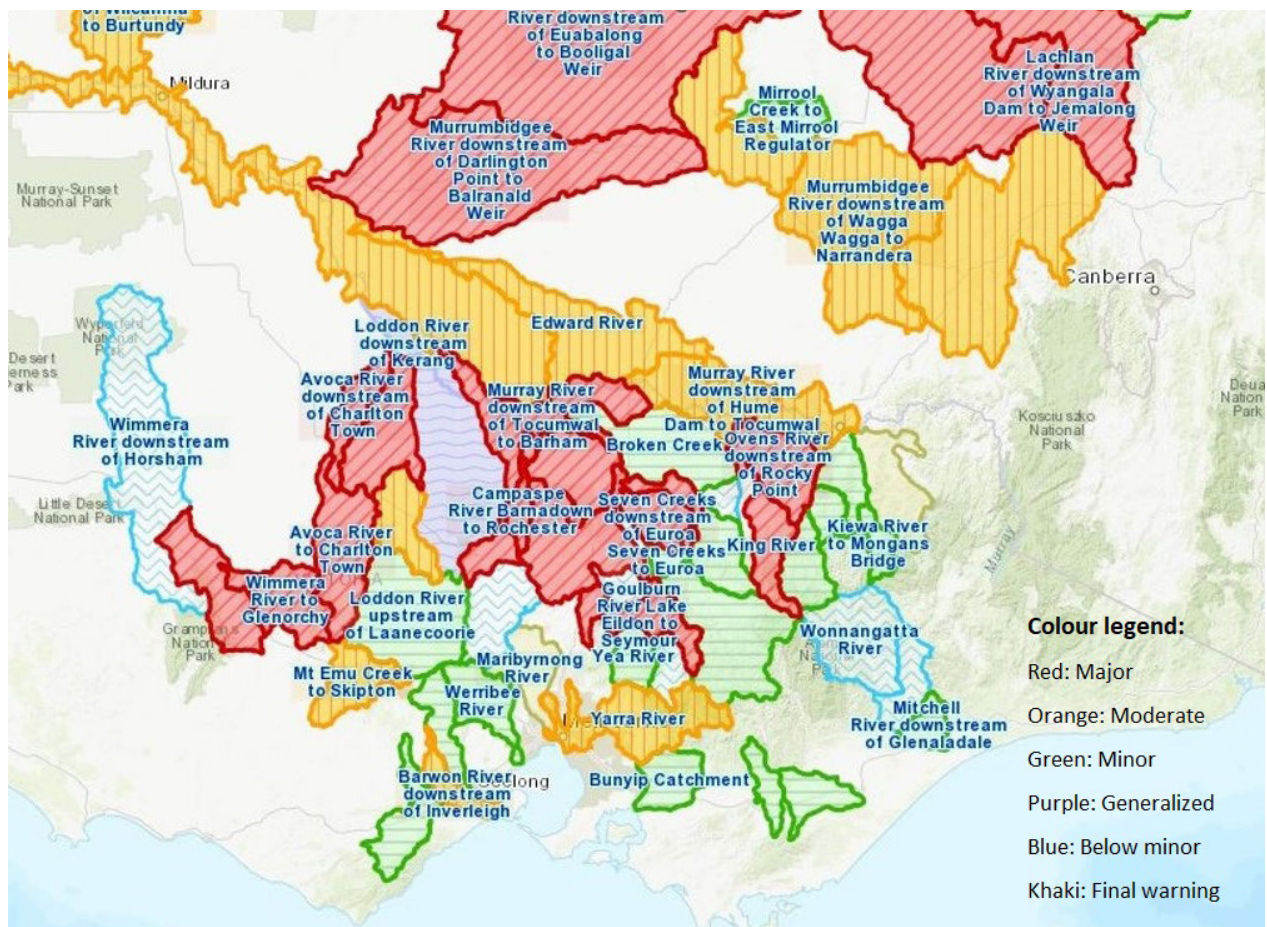 to Burtundy
Mildura
River downstream
of Euabalong
to Booligal
Weir
Lachlan
River downstream
of Wyangala
Dam to Jemalong
Weir
Mirrool
Creek to
East Mirrool
Regulator
Murrumbidgee
River downstream
of Darlington
Point to
Balranald
Weir
Murray-Sunset
National Park
Murrumbidgee
River downstream
of Wagga
Wagga to
Narrandera
Canberra
Edward River
Loddon River
downstream
of Kerang
Desert
Park
Avoca River
downstream
of Charlton
Town
Murray River
downstream
of Tocumwal
to Barham
Murray River
downstream
of Hume
Dam to Tocumwal
Broken Creek
Ovens River
downstream
of Rocky
Point
Kosciuszko
National
Park
Wimmera
River downstream
of Horsham
National Park
Campaspe
River Barnadown
to Rochester
Seven Creeks
downstream
of Euroa
Seven Creeks
to Euroa
King River
Kiewa River
to Mongans
Bridge
Murray
Avoca River
to Charlton
Town
Wimmera
River to
Glenorchy
Loddon River
upstream
of Laanecoorie
Goulburn
River Lake
Eildon to
Seymour
Yea River
National
Park
Wonnangatta
River
Maribyrnong
River
Mt Emu Creek
to Skipton
Werribee
River
Yarra River
Mitchell
River downstream
of Glenaladale
Barwon River
downstream
of Inverleigh
Bunyip Catchment
Colour legend:
Red: Major
Orange: Moderate
Green: Minor
Purple: Generalized
Blue: Below minor
Khaki: Final warning